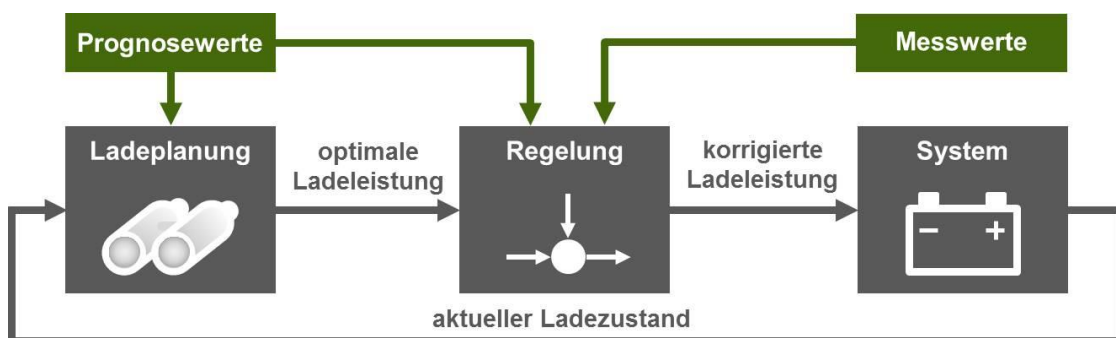 Prognosewerte
Messwerte
Ladeplanung
optimale
Ladeleistung
Regelung
korrigierte
Ladeleistung
System
aktueller Ladezustand